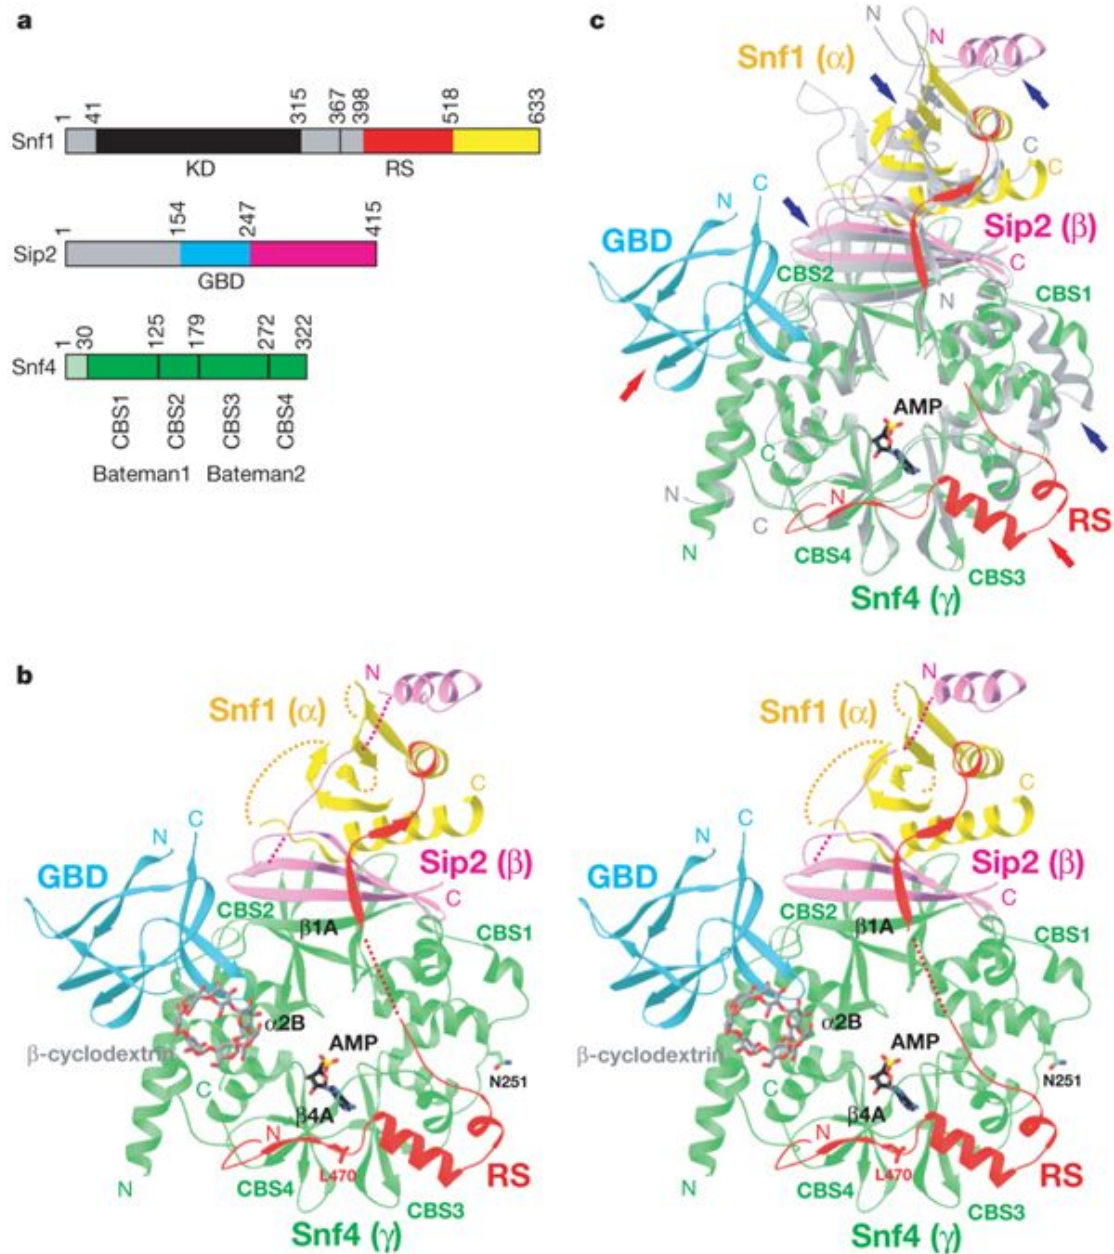 a
1 41 315 367 398 518 633
Snf1
KD RS
1 154 247 415
Sip2
GBD
1 30 125 179 272 322
Snf4
CBS1 CBS2 CBS3 CBS4
Bateman1 Bateman2
c
N
N
Snf1 (α)
C
C
C
N
GBD
Sip2 (β)
CBS2
C
CBS1
N
AMP
C
N
N
C
RS
CBS4
N
CBS3
Snf4 (γ)
b
N
Snf1 (α)
C
N
C
GBD
Sip2 (β)
C
CBS2
β1A
CBS1
α2B
AMP
β-cyclodextrin
N251
C
β4A
N
L470
RS
N
CBS4
CBS3
Snf4 (γ)
N
Snf1 (α)
C
N
C
GBD
Sip2 (β)
C
CBS2
β1A
CBS1
α2B
AMP
β-cyclodextrin
N251
C
β4A
N
L470
RS
N
CBS4
CBS3
Snf4 (γ)